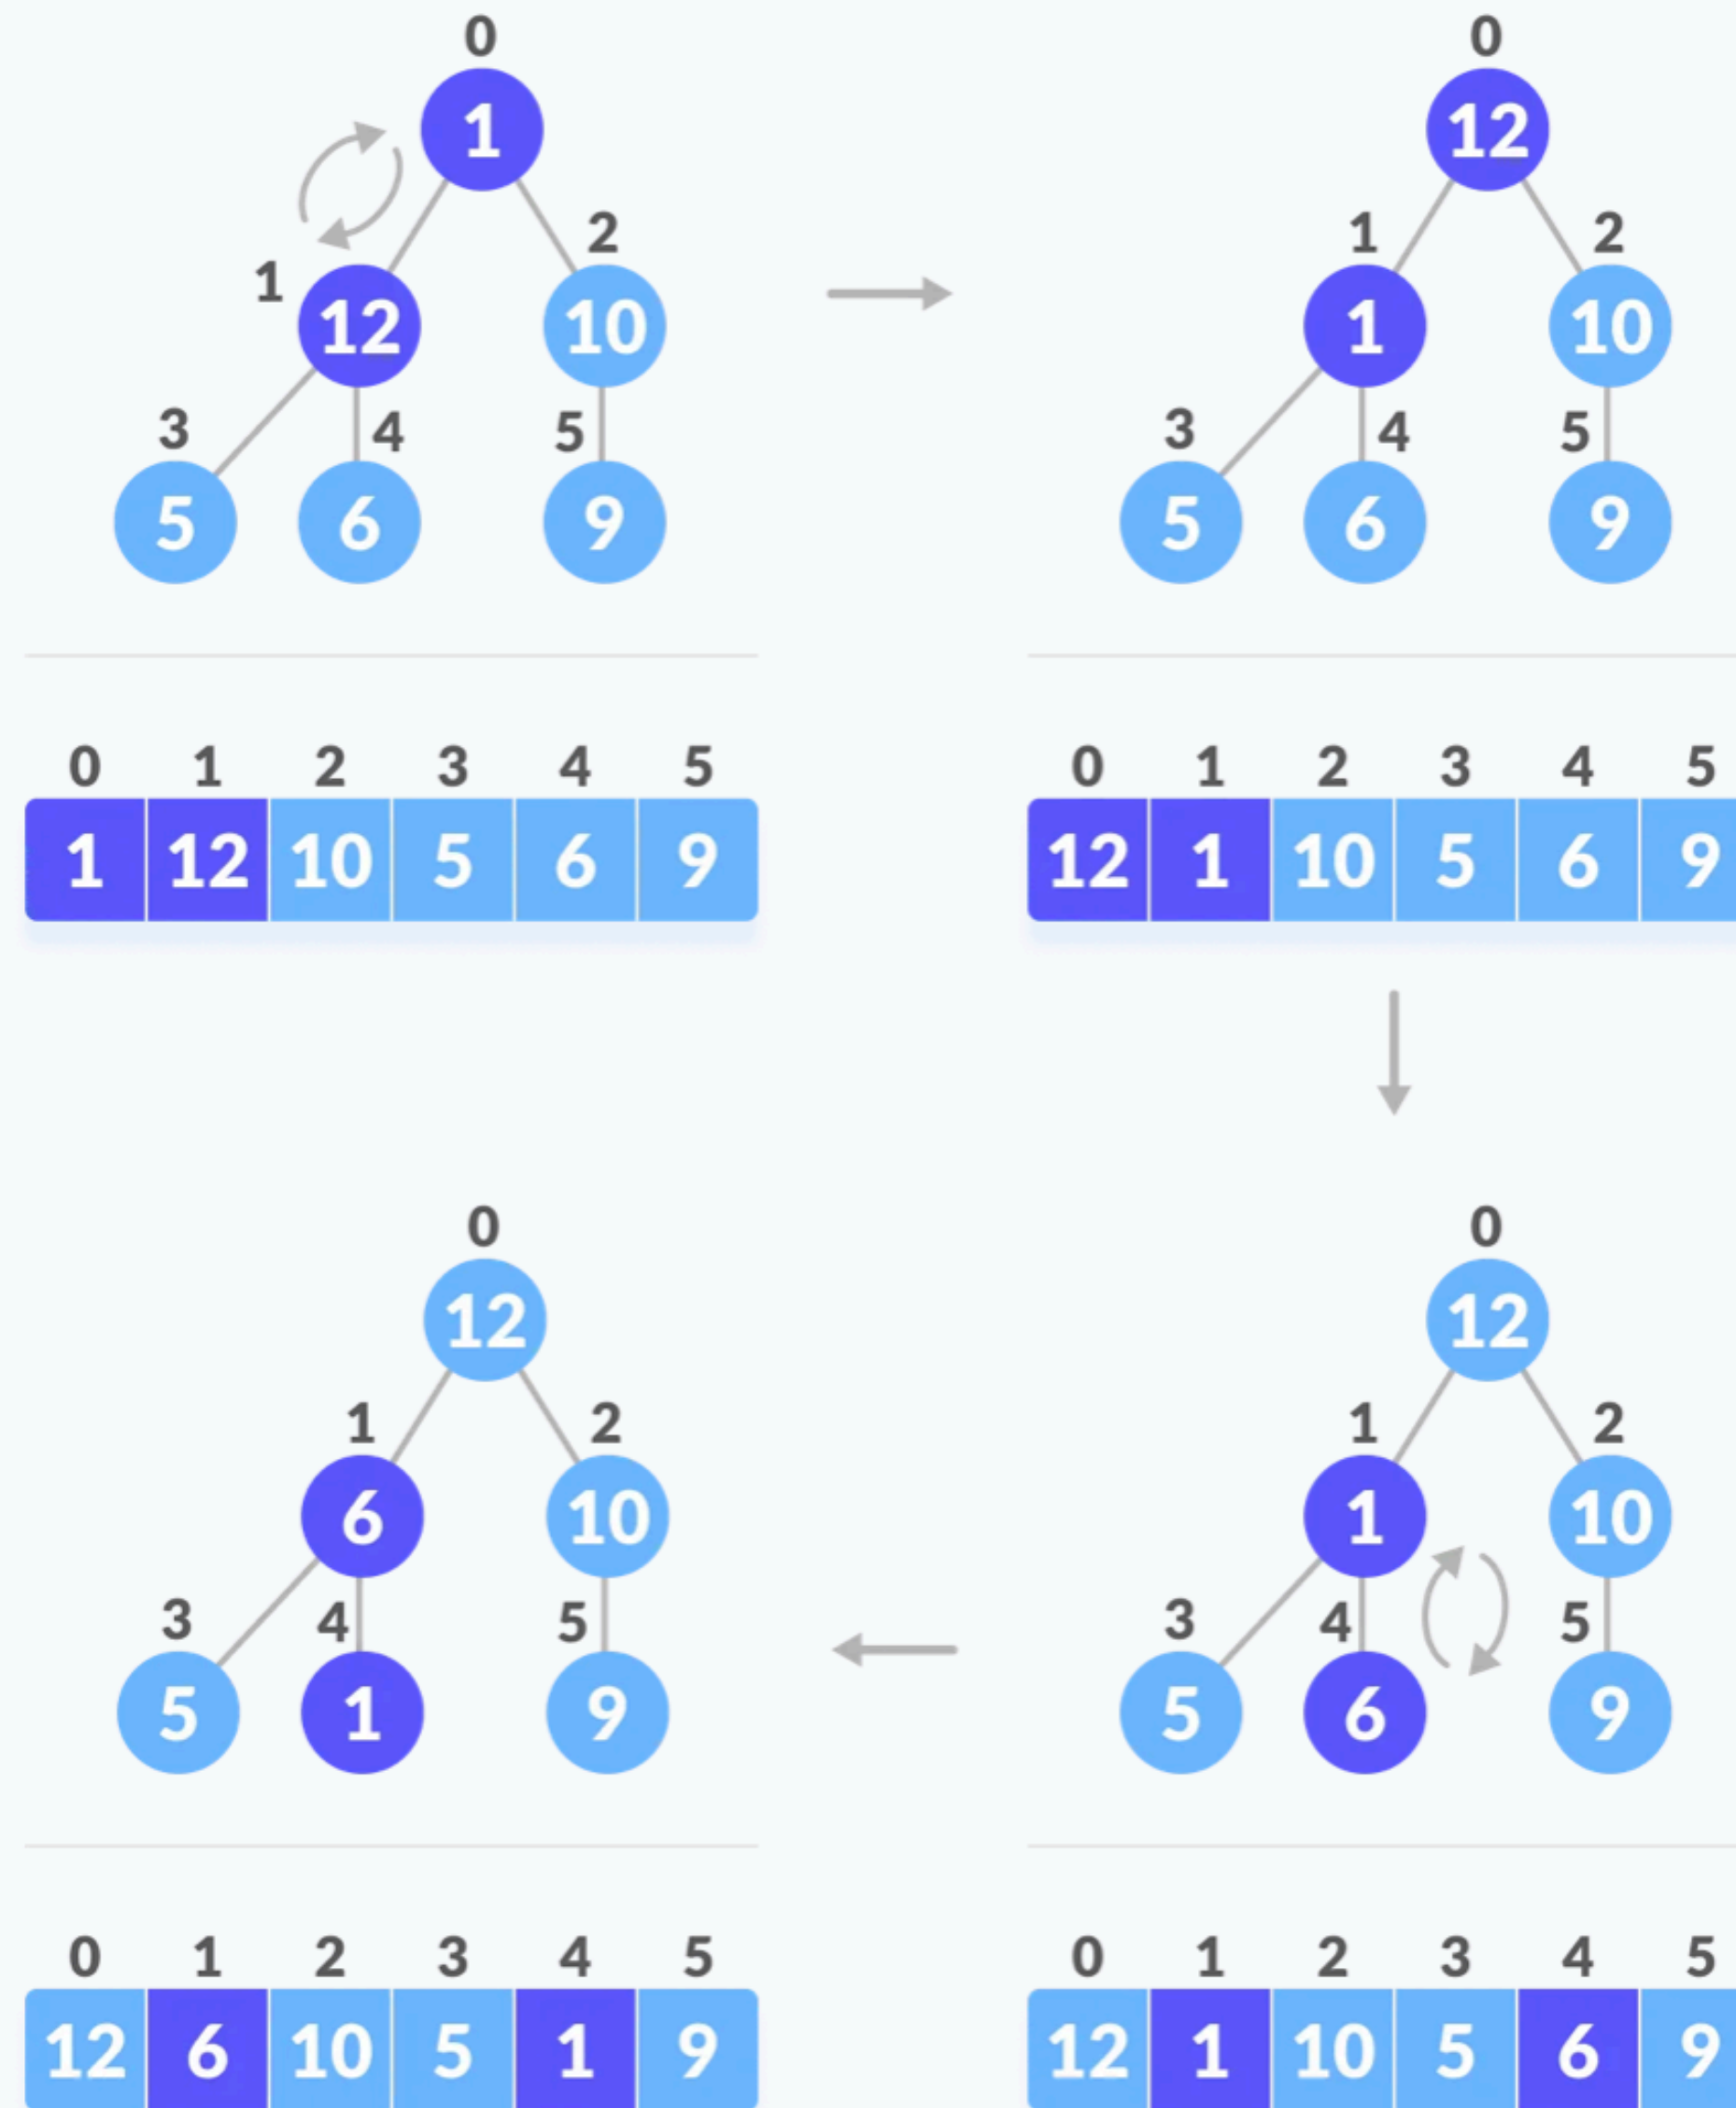 0 0
1 12
2 1 2
1 12 10 1 10
3 4 5 3 4 5
5 6 9 5 6 9
0 1 2 3 4 5 0 1 2 3 4 5
1 12 10 5 6 9 12 1 10 5 6 9
0 0
12 12
1 2 1 2
6 10 1 10
3 4 5 3 4 5
5 1 9 5 6 9
0 1 2 3 4 5 0 1 2 3 4 5
12 6 10 5 1 9 12 1 10 5 6 9